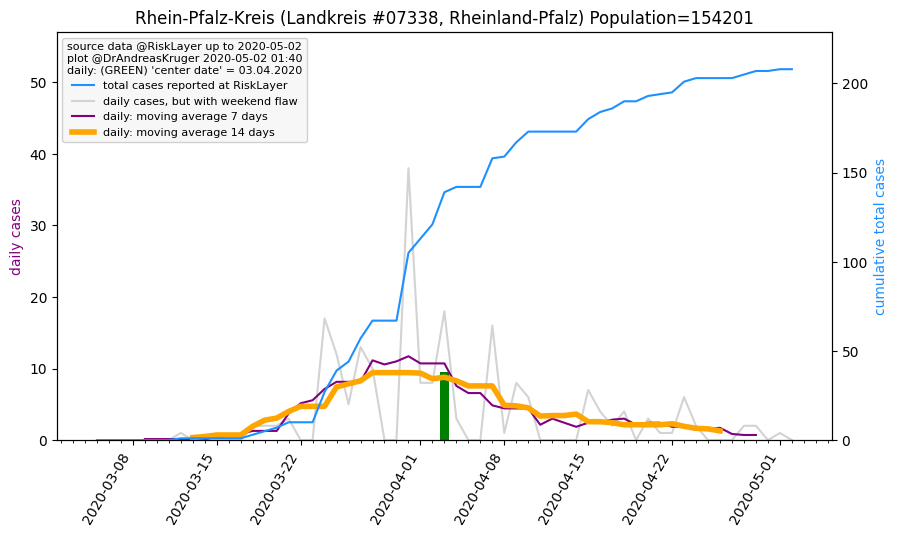 Rhein-Pfalz-Kreis (Landkreis #07338, Rheinland-Pfalz) Population=154201
source data @RiskLayer up to 2020-05-02
plot @DrAndreasKruger 2020-05-02 01:40
daily: (GREEN) 'center date' = 03.04.2020
total cases reported at RiskLayer
daily cases, but with weekend flaw
daily: moving average 7 days
daily: moving average 14 days
daily cases
50
40
30
20
10
0
cumulative total cases
200
150
100
50
0
2020-03-08
2020-03-15
2020-03-22
2020-04-01
2020-04-08
2020-04-15
2020-04-22
2020-05-01